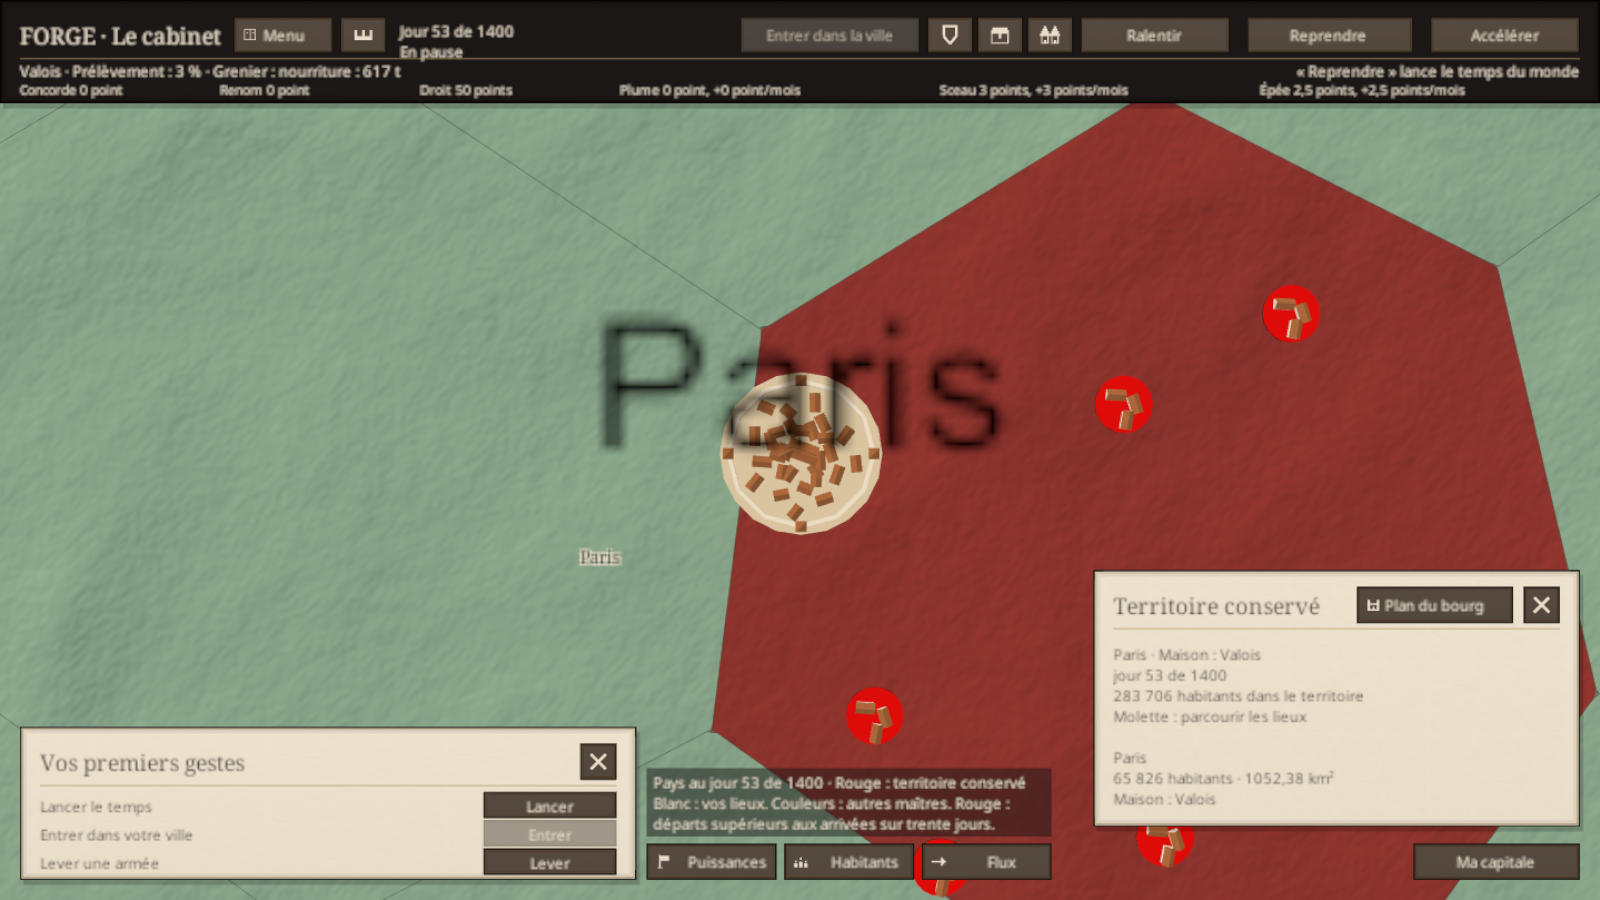 FORGE · Le cabinet
Menu
Jour 53 de 1400
En pause
Entrer dans la ville
Ralentir
Reprendre
Accélérer
Valois · Prélèvement : 3 % · Grenier : nourriture : 617 t
« Reprendre » lance le temps du monde
Concorde 0 point
Renom 0 point
Droit 50 points
Plume 0 point, +0 point/mois
Sceau 3 points, +3 points/mois
Épée 2,5 points, +2,5 points/mois
Paris
Paris
Territoire conservé
Plan du bourg
Paris · Maison : Valois
jour 53 de 1400
283 706 habitants dans le territoire
Molette : parcourir les lieux
Paris
65 826 habitants · 1052,38 km²
Maison : Valois
Vos premiers gestes
Lancer le temps
Lancer
Entrer dans votre ville
Entrer
Lever une armée
Lever
Pays au jour 53 de 1400 · Rouge : territoire conservé
Blanc : vos lieux. Couleurs : autres maîtres. Rouge :
départs supérieurs aux arrivées sur trente jours.
Puissances
Habitants
Flux
Ma capitale